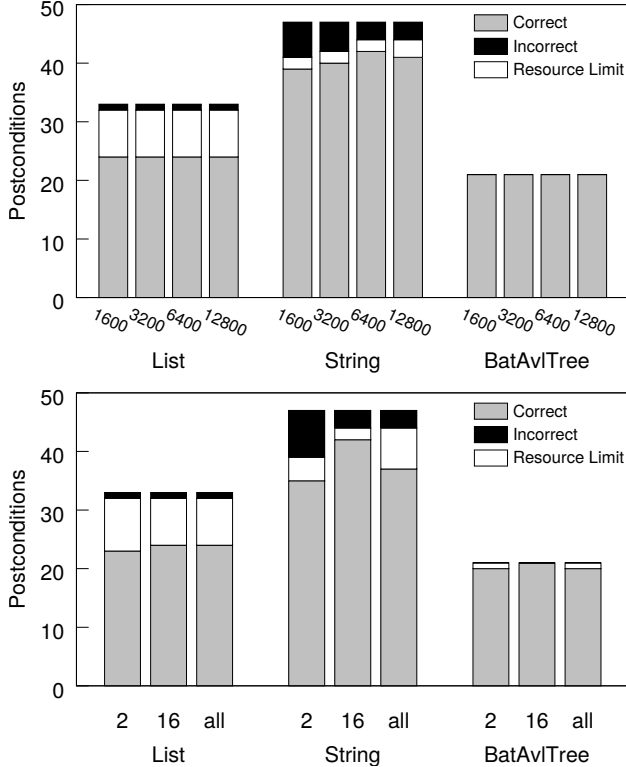 50
40
30
20
10
0
Postconditions
Correct
Incorrect
Resource Limit
1600 3200 6400 12800 1600 3200 6400 12800 1600 3200 6400 12800
List String BatAvlTree
50
40
30
20
10
0
Postconditions
Correct
Incorrect
Resource Limit
2 16 all 2 16 all 2 16 all
List String BatAvlTree